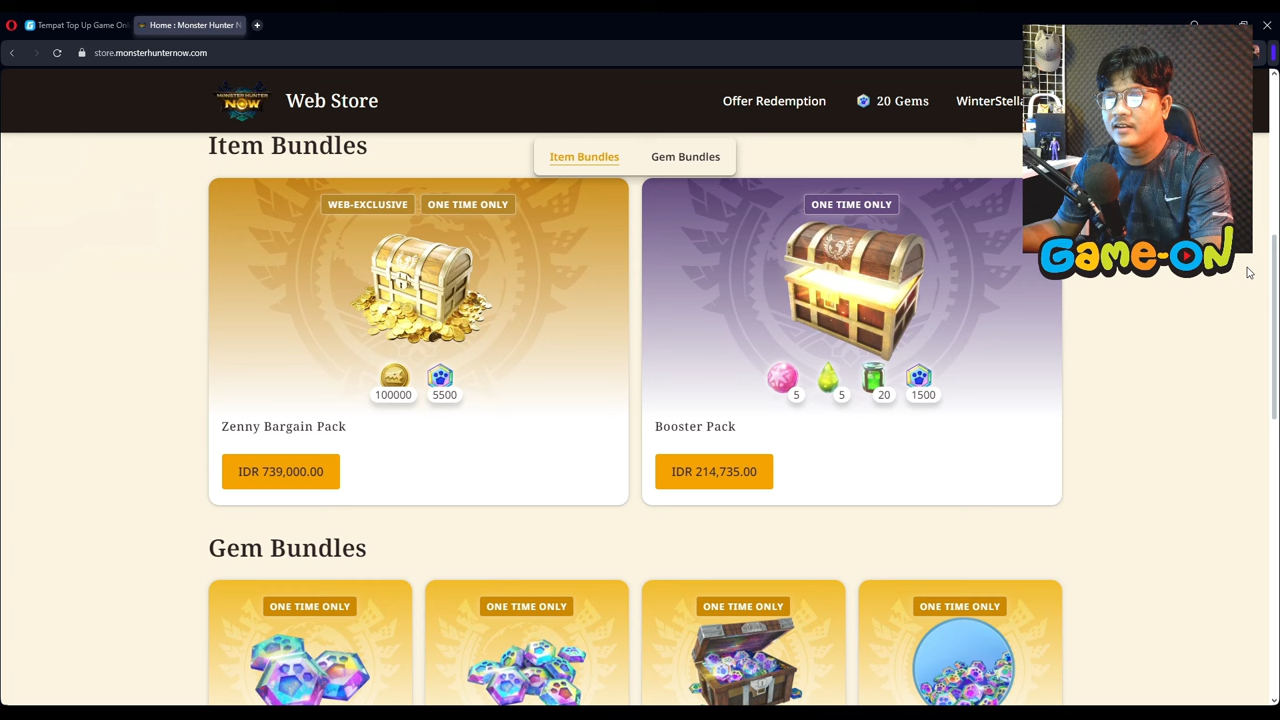 Tempat Top Up Game On
Home : Monster Hunter N
store.monsterhunternow.com
MONSTER HUNTER
NOW
Web Store
Offer Redemption
20 Gems
WinterStella
Item Bundles
Item Bundles
Gem Bundles
WEB-EXCLUSIVE
ONE TIME ONLY
100000
5500
Zenny Bargain Pack
IDR 739,000.00
ONE TIME ONLY
5
5
20
1500
Booster Pack
IDR 214,735.00
GAME-ON
Gem Bundles
ONE TIME ONLY
ONE TIME ONLY
ONE TIME ONLY
ONE TIME ONLY